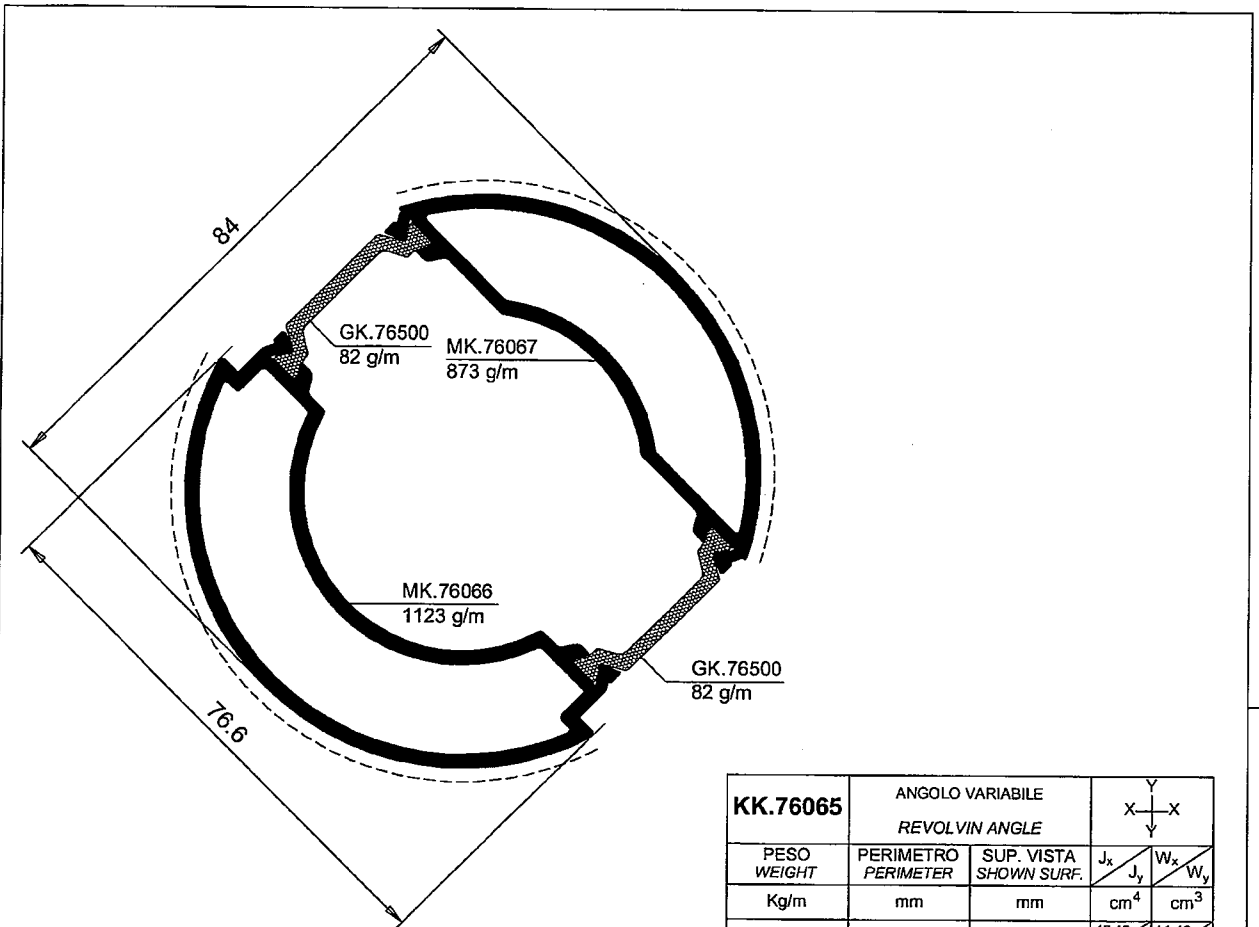 84
GK.76500
82 g/m
MK.76067
873 g/m
MK.76066
1123 g/m
GK.76500
82 g/m
76.6
KK.76065
ANGOLO VARIABILE
REVOLVIN ANGLE
Y
X X
Y
PESO
WEIGHT
PERIMETRO
PERIMETER
SUP. VISTA
SHOWN SURF.
Jx
Jy
Wx
Wy
Kg/m
mm
mm
cm⁴
cm³